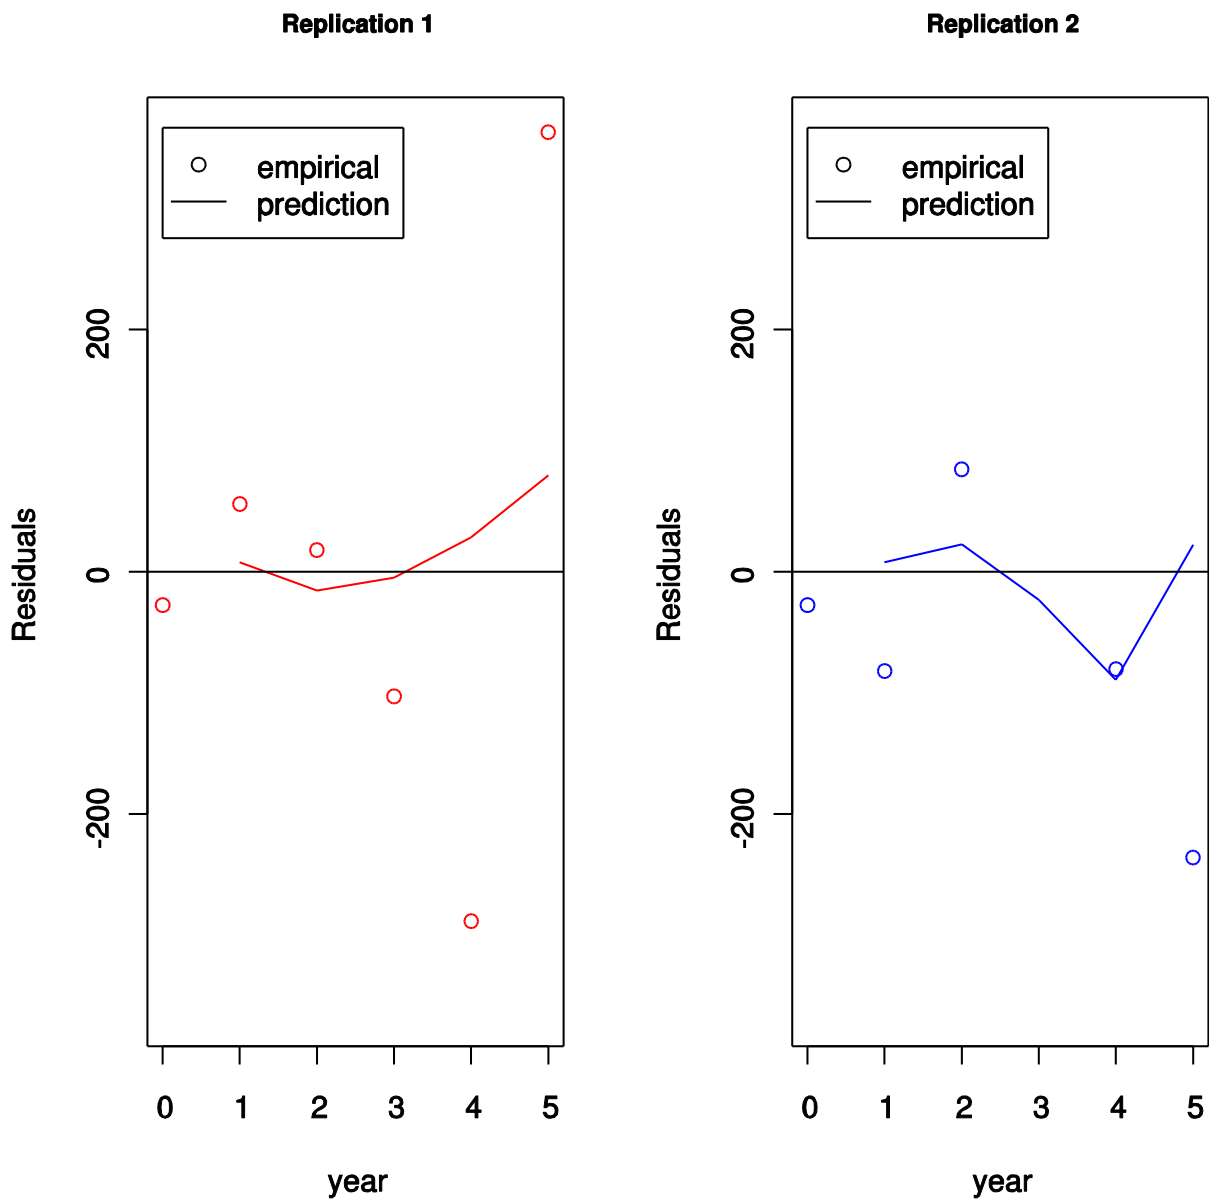 Replication 1
empirical
prediction
200
0
-200
Residuals
0 1 2 3 4 5
year
Replication 2
empirical
prediction
200
0
-200
Residuals
0 1 2 3 4 5
year